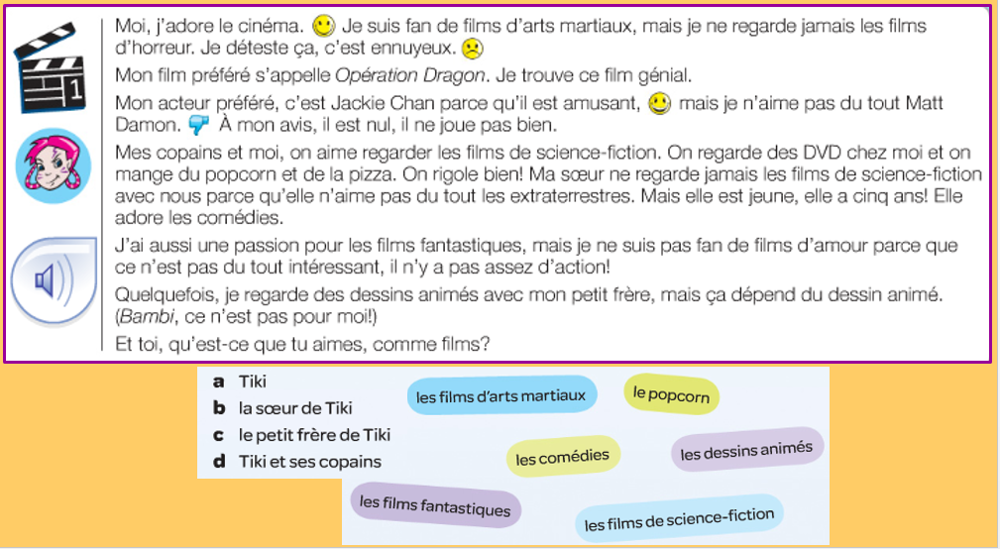 Moi, j'adore le cinéma. Je suis fan de films d'arts martiaux, mais je ne regarde jamais les films
d'horreur. Je déteste ça, c'est ennuyeux.
Mon film préféré s'appelle Opération Dragon. Je trouve ce film génial.
Mon acteur préféré, c'est Jackie Chan parce qu'il est amusant, mais je n'aime pas du tout Matt
Damon. À mon avis, il est nul, il ne joue pas bien.
Mes copains et moi, on aime regarder les films de science-fiction. On regarde des DVD chez moi et on
mange du popcorn et de la pizza. On rigole bien! Ma sœur ne regarde jamais les films de science-fiction
avec nous parce qu'elle n'aime pas du tout les extraterrestres. Mais elle est jeune, elle a cinq ans! Elle
adore les comédies.
J'ai aussi une passion pour les films fantastiques, mais je ne suis pas fan de films d'amour parce que
ce n'est pas du tout intéressant, il n'y a pas assez d'action!
Quelquefois, je regarde des dessins animés avec mon petit frère, mais ça dépend du dessin animé.
(Bambi, ce n'est pas pour moi!)
Et toi, qu'est-ce que tu aimes, comme films?
1
a Tiki
b la sœur de Tiki
c le petit frère de Tiki
d Tiki et ses copains
les films d'arts martiaux
le popcorn
les comédies
les dessins animés
les films fantastiques
les films de science-fiction